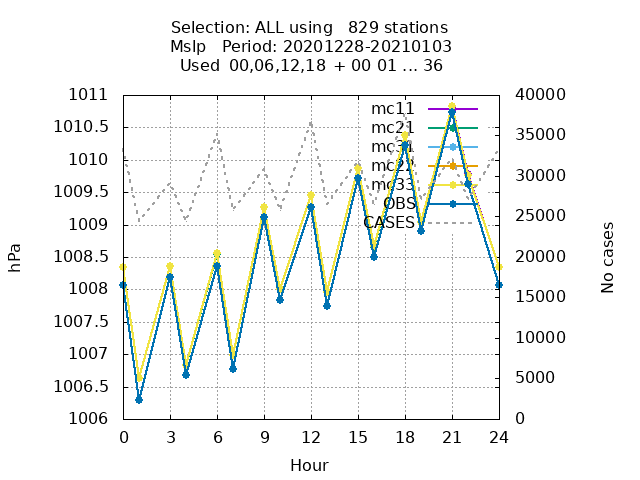 Selection: ALL using   829 stations
Mslp   Period: 20201228-20210103
Used  00,06,12,18 + 00 01 ... 36
1011
1010.5
1010
1009.5
1009
1008.5
1008
1007.5
1007
1006.5
1006
40000
35000
30000
25000
20000
15000
10000
5000
0
0 3 6 9 12 15 18 21 24
hPa
No cases
Hour
mc11
mc21
mc33
OBS
CASES